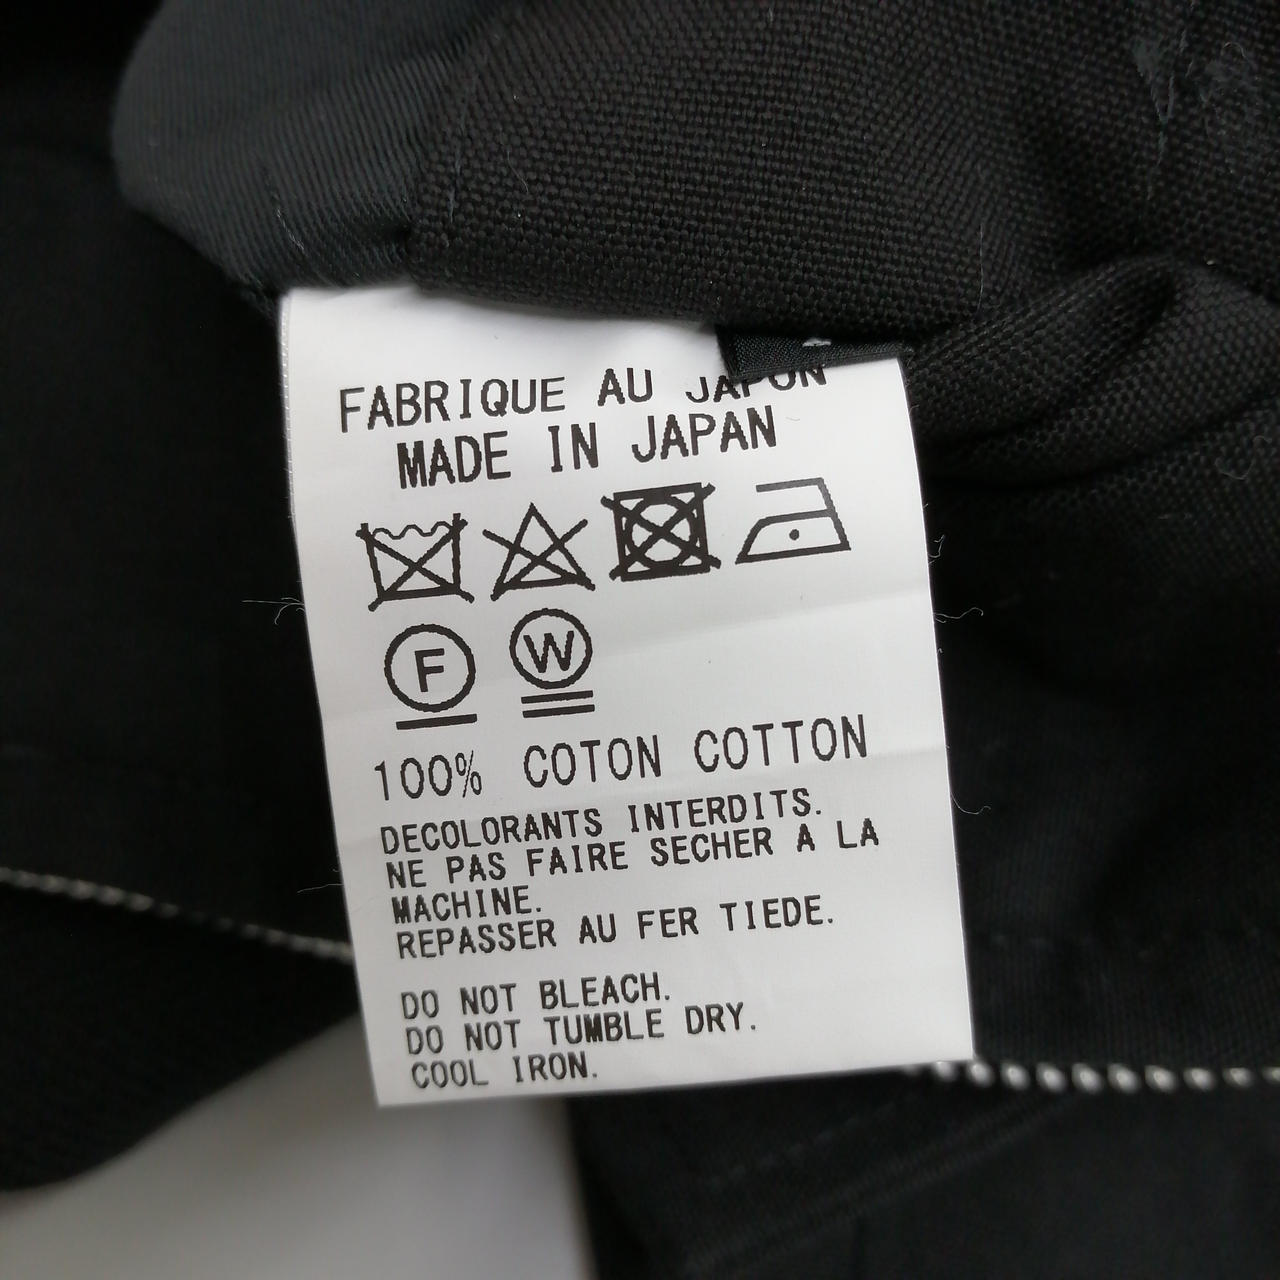 FABRIQUE AU JAPON
MADE IN JAPAN
F W
100% COTON COTTON
DECOLORANTS INTERDITS.
NE PAS FAIRE SECHER A LA
MACHINE.
REPASSER AU FER TIEDE.
DO NOT BLEACH.
DO NOT TUMBLE DRY.
COOL IRON.